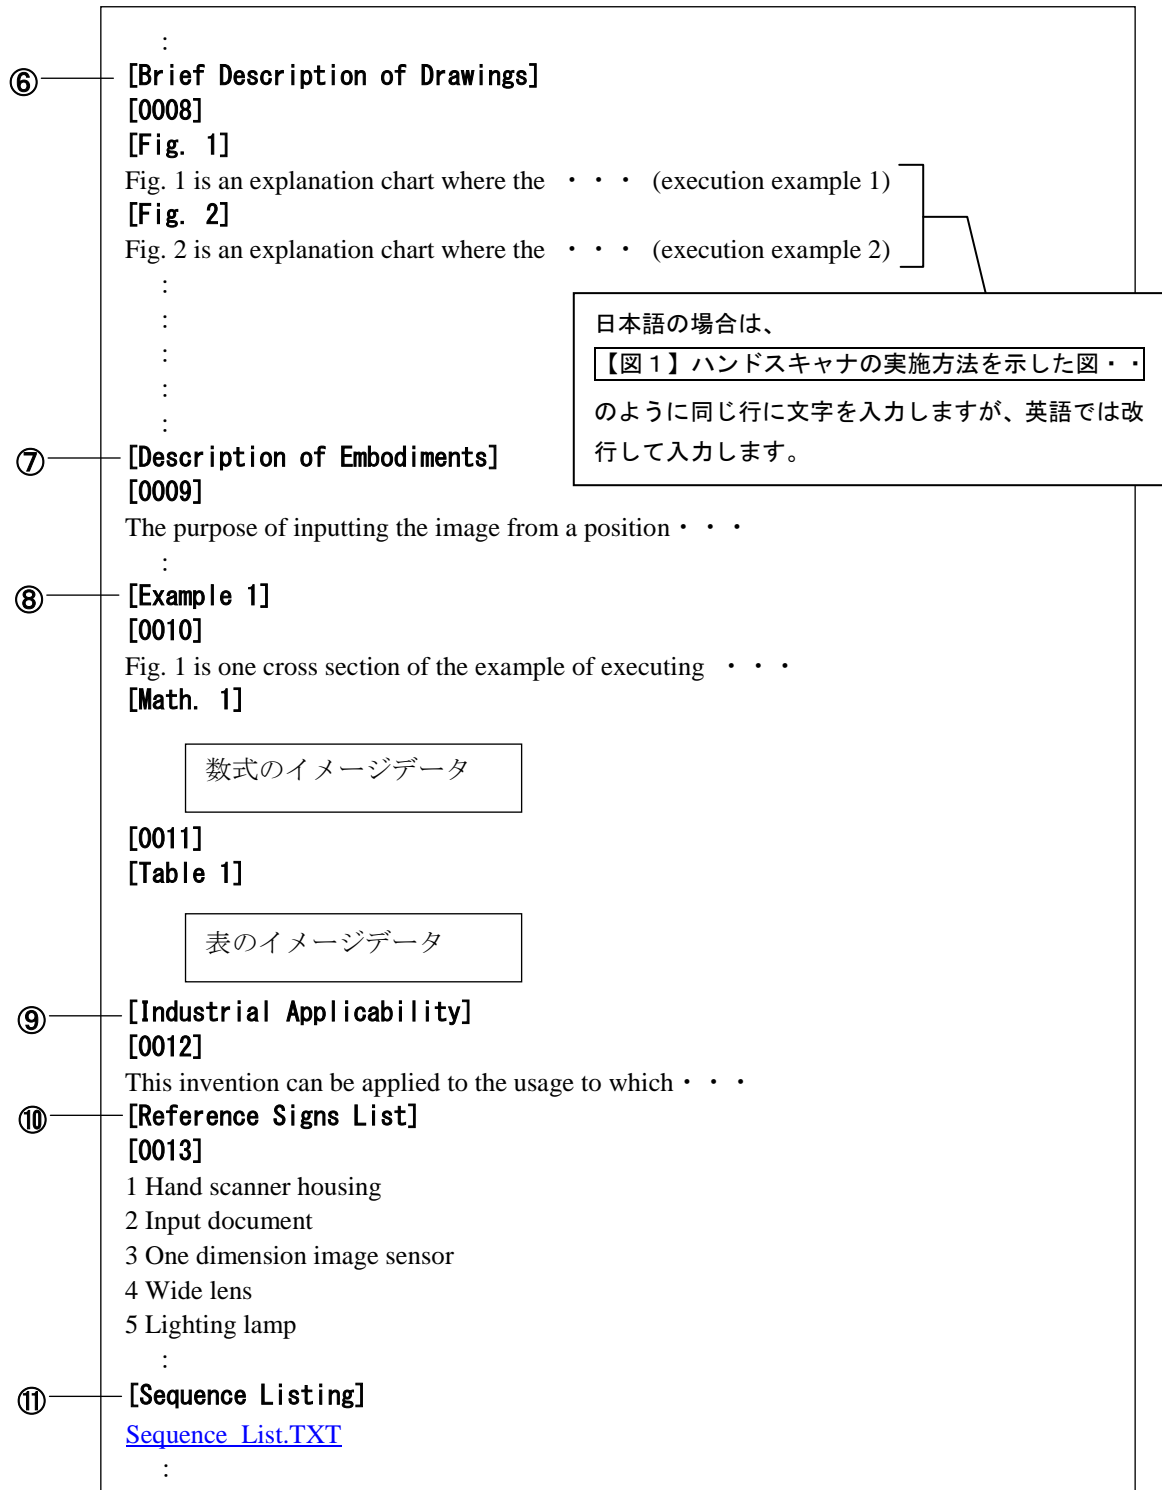 :
⑥ [Brief Description of Drawings]
[0008]
[Fig. 1]
Fig. 1 is an explanation chart where the ・・・ (execution example 1)
[Fig. 2]
Fig. 2 is an explanation chart where the ・・・ (execution example 2)
:
:
:
:
:
日本語の場合は、
【図１】ハンドスキャナの実施方法を示した図・・
のように同じ行に文字を入力しますが、英語では改
行して入力します。
⑦ [Description of Embodiments]
[0009]
The purpose of inputting the image from a position・・・
:
⑧ [Example 1]
[0010]
Fig. 1 is one cross section of the example of executing ・・・
[Math. 1]
数式のイメージデータ
[0011]
[Table 1]
表のイメージデータ
⑨ [Industrial Applicability]
[0012]
This invention can be applied to the usage to which・・・
⑩ [Reference Signs List]
[0013]
1 Hand scanner housing
2 Input document
3 One dimension image sensor
4 Wide lens
5 Lighting lamp
:
⑪ [Sequence Listing]
Sequence_List.TXT
: